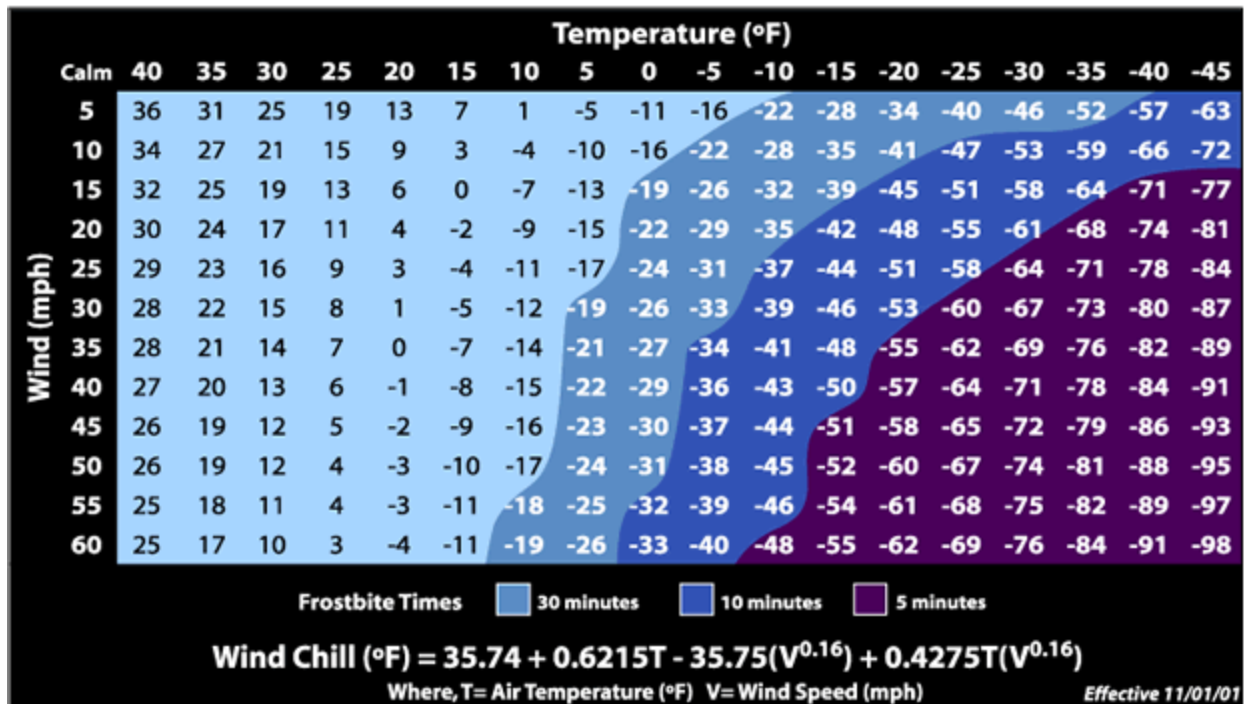 Temperature (ºF)
Calm 40 35 30 25 20 15 10 5 0 -5 -10 -15 -20 -25 -30 -35 -40 -45
5 36 31 25 19 13 7 1 -5 -11 -16 -22 -28 -34 -40 -46 -52 -57 -63
10 34 27 21 15 9 3 -4 -10 -16 -22 -28 -35 -41 -47 -53 -59 -66 -72
15 32 25 19 13 6 0 -7 -13 -19 -26 -32 -39 -45 -51 -58 -64 -71 -77
20 30 24 17 11 4 -2 -9 -15 -22 -29 -35 -42 -48 -55 -61 -68 -74 -81
25 29 23 16 9 3 -4 -11 -17 -24 -31 -37 -44 -51 -58 -64 -71 -78 -84
30 28 22 15 8 1 -5 -12 -19 -26 -33 -39 -46 -53 -60 -67 -73 -80 -87
35 28 21 14 7 0 -7 -14 -21 -27 -34 -41 -48 -55 -62 -69 -76 -82 -89
40 27 20 13 6 -1 -8 -15 -22 -29 -36 -43 -50 -57 -64 -71 -78 -84 -91
45 26 19 12 5 -2 -9 -16 -23 -30 -37 -44 -51 -58 -65 -72 -79 -86 -93
50 26 19 12 4 -3 -10 -17 -24 -31 -38 -45 -52 -60 -67 -74 -81 -88 -95
55 25 18 11 4 -3 -11 -18 -25 -32 -39 -46 -54 -61 -68 -75 -82 -89 -97
60 25 17 10 3 -4 -11 -19 -26 -33 -40 -48 -55 -62 -69 -76 -84 -91 -98
Wind (mph)
Frostbite Times 30 minutes 10 minutes 5 minutes
Wind Chill (ºF) = 35.74 + 0.6215T - 35.75(V^0.16) + 0.4275T(V^0.16)
Where, T= Air Temperature (ºF) V= Wind Speed (mph) Effective 11/01/01